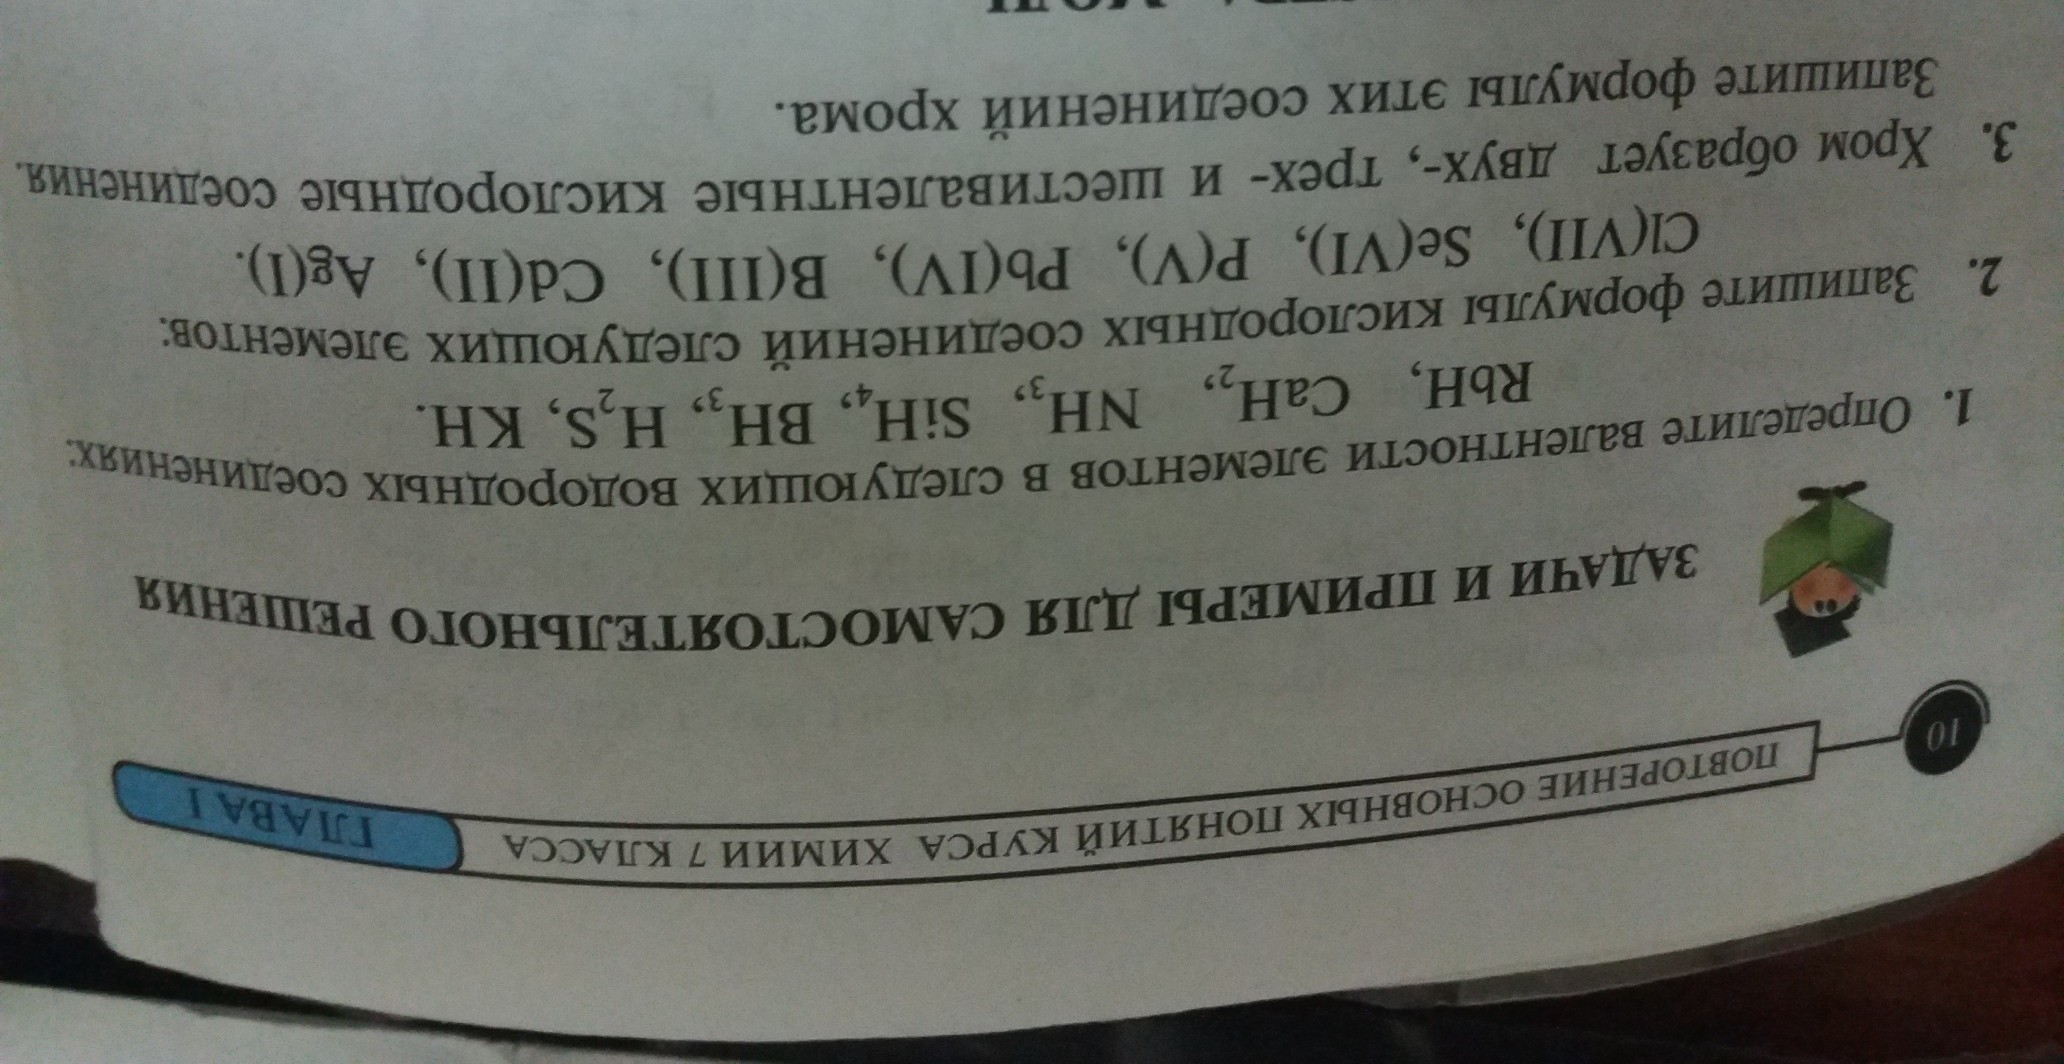 10
ПОВТОРЕНИЕ ОСНОВНЫХ ПОНЯТИЙ КУРСА ХИМИИ 7 КЛАССА
ГЛАВА I
ЗАДАЧИ И ПРИМЕРЫ ДЛЯ САМОСТОЯТЕЛЬНОГО РЕШЕНИЯ
1. Определите валентности элементов в следующих водородных соединениях:
RbH, CaH₂, NH₃, SiH₄, BH₃, H₂S, KH.
2. Запишите формулы кислородных соединений следующих элементов:
Cl(VII), Se(VI), P(V), Pb(IV), B(III), Cd(II), Ag(I).
3. Хром образует двух-, трех- и шестивалентные кислородные соединения.
Запишите формулы этих соединений хрома.